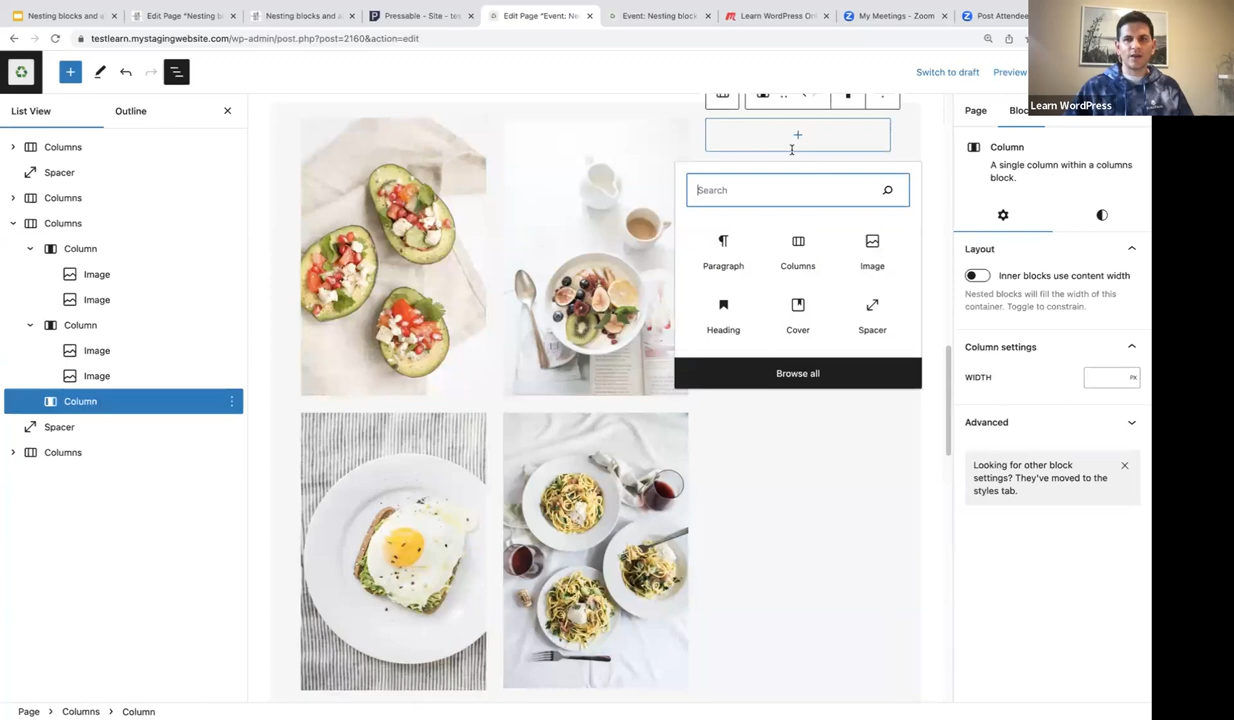 Nesting blocks and a
Edit Page "Nesting b
Nesting blocks and a
Pressable - Site - te
Edit Page "Event: Ne
Event: Nesting block
Learn WordPress On
My Meetings - Zoom
Post Attendee
testlearn.mystagingwebsite.com/wp-admin/post.php?post=2160&action=edit
Switch to draft
Preview
Learn WordPress
List View
Outline
Page
Bloc
Columns
Spacer
Columns
Columns
Column
Image
Image
Column
Image
Image
Column
Spacer
Columns
Search
Paragraph
Columns
Image
Heading
Cover
Spacer
Browse all
Column
A single column within a columns
block.
Layout
Inner blocks use content width
Nested blocks will fill the width of this
container. Toggle to constrain.
Column settings
WIDTH
PX
Advanced
Looking for other block
settings? They've moved to the
styles tab.
Page > Columns > Column